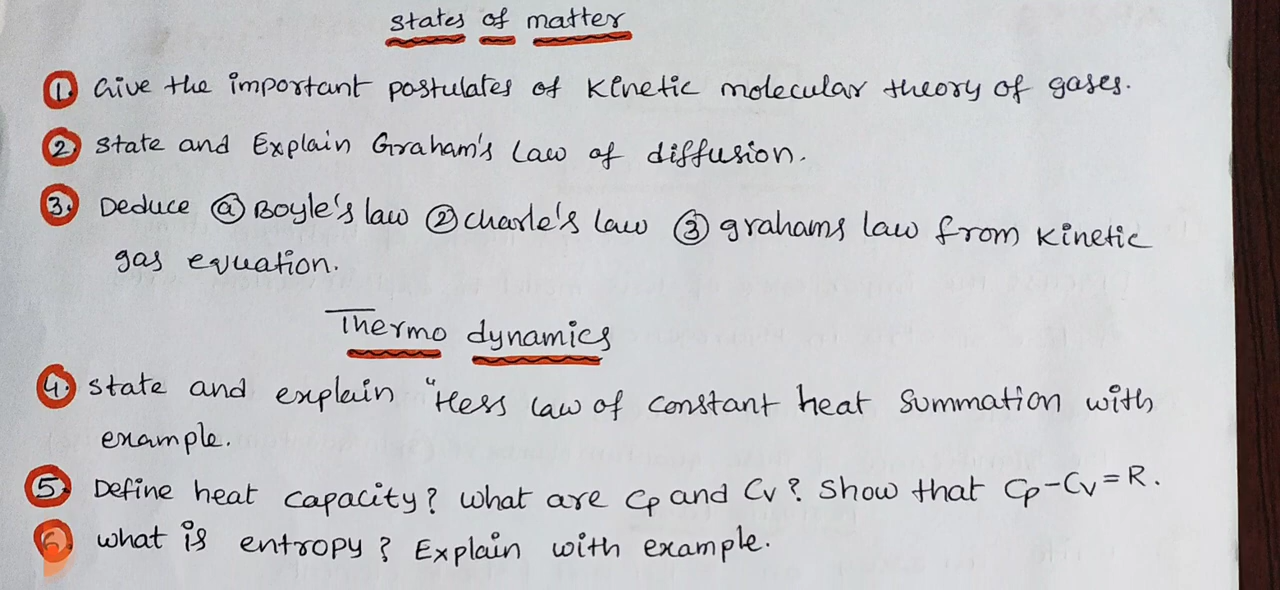 states of matter
1. Give the important postulates of kinetic molecular theory of gases.
2. State and Explain Graham's Law of diffusion.
3. Deduce ⓐ Boyle's law ② charle's law ③ grahams law from kinetic
gas equation.
Thermo dynamics
4. state and explain "Hess law of constant heat summation with
example.
5. Define heat capacity? what are Cp and Cv? Show that Cp-Cv=R.
6. what is entropy? Explain with example.